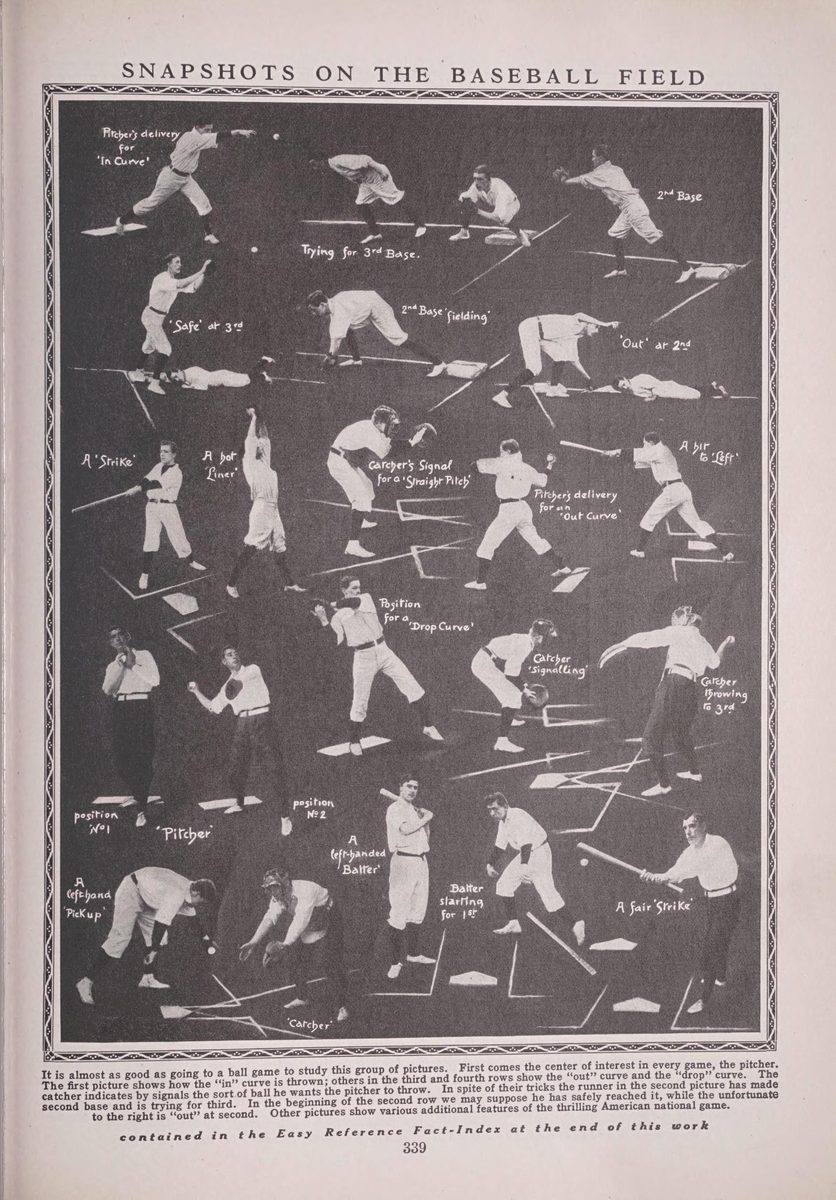 SNAPSHOTS ON THE BASEBALL FIELD
Pitcher's delivery
for
'In Curve'
Trying for 3rd Base.
2nd Base
'Safe' at 3rd
2nd Base 'fielding'
'Out' at 2nd
A 'Strike'
A hot
'Liner'
Catcher's Signal
for a 'Straight Pitch'
Pitcher's delivery
for an
'Out Curve'
A hit
to 'Left'
Position
for a
'Drop Curve'
Catcher
'signalling'
Catcher
throwing
to 3rd
position
Nº1
'Pitcher'
position
Nº2
A
left-handed
'Batter'
A
lefthand
'Pickup'
Batter
starting
for 1st
A fair 'Strike'
'Catcher'
It is almost as good as going to a ball game to study this group of pictures. First comes the center of interest in every game, the pitcher.
The first picture shows how the "in" curve is thrown; others in the third and fourth rows show the "out" curve and the "drop" curve. The
catcher indicates by signals the sort of ball he wants the pitcher to throw. In spite of their tricks the runner in the second picture has made
second base and is trying for third. In the beginning of the second row we may suppose he has safely reached it, while the unfortunate
to the right is "out" at second. Other pictures show various additional features of the thrilling American national game.
contained in the Easy Reference Fact-Index at the end of this work
339